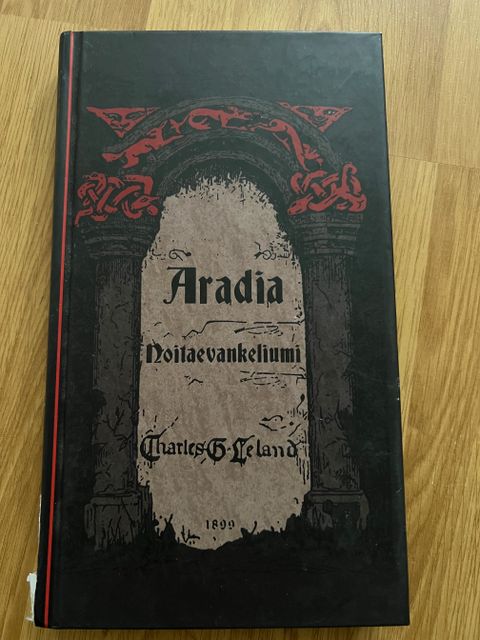 Aradia
Noitaevankeliumi
Charles G. Leland
1899